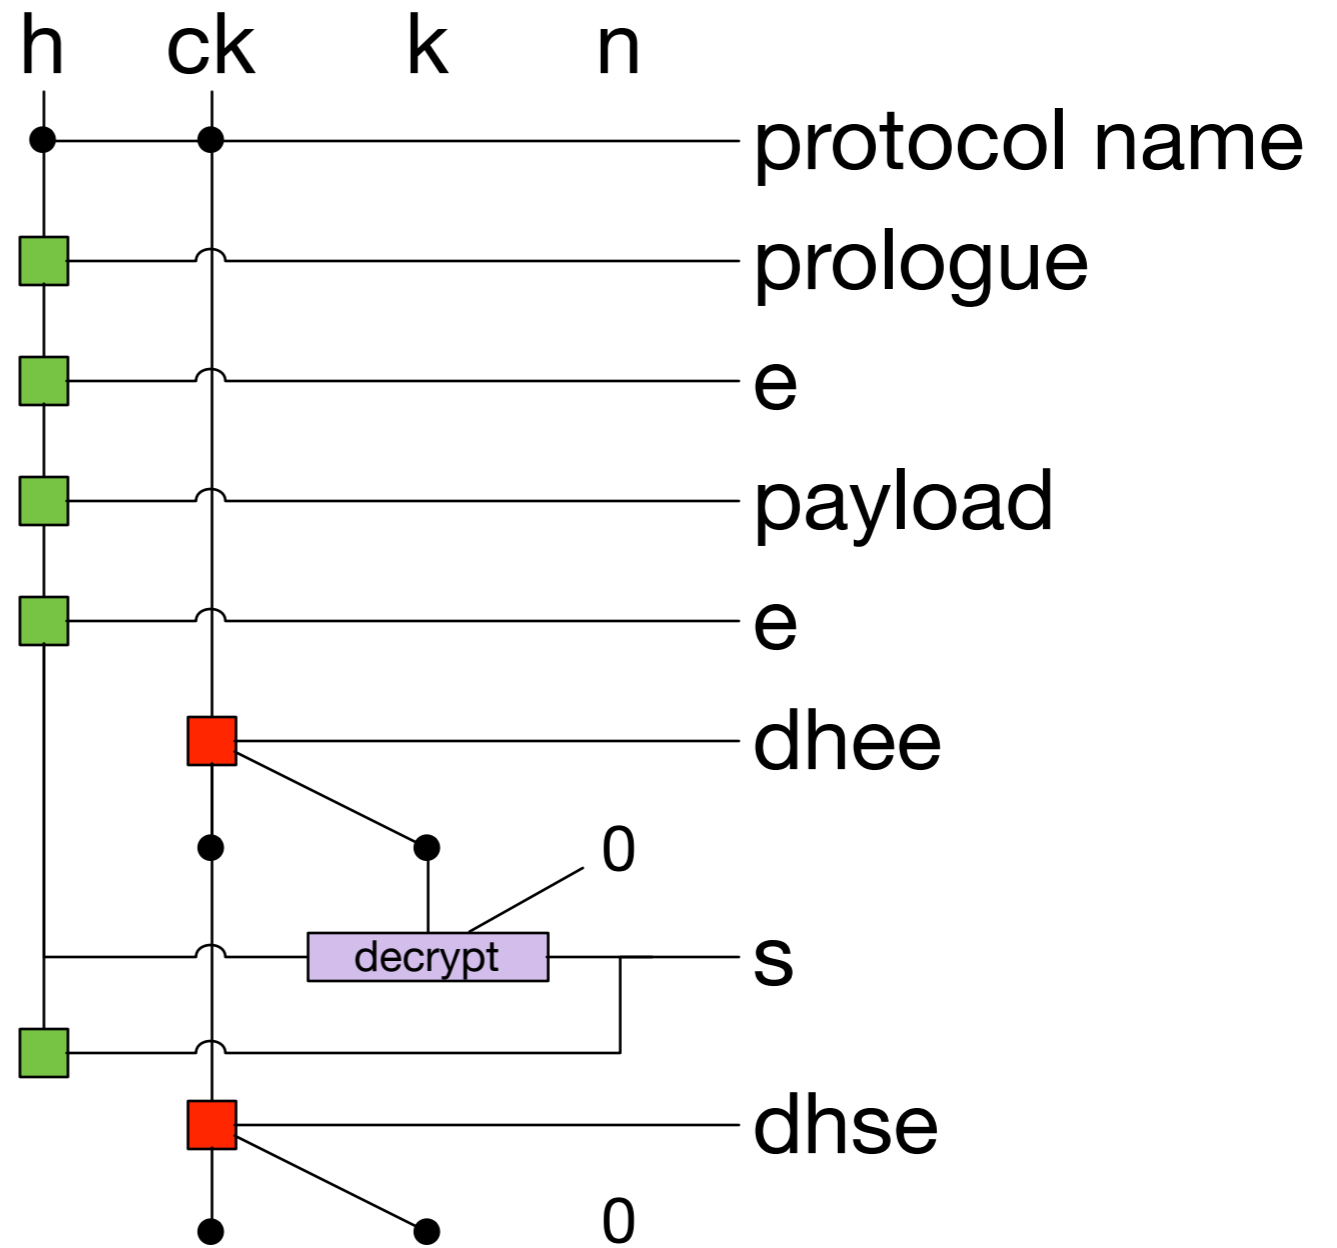 h ck k n
protocol name
prologue
e
payload
e
dhee
0
decrypt s
dhse
0